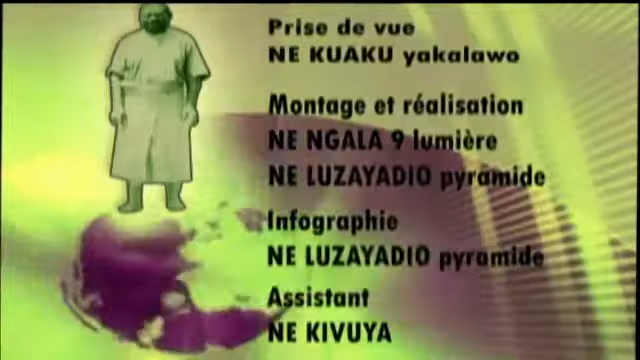 Prise de vue
NE KUAKU yakalawo
Montage et réalisation
NE NGALA 9 lumière
NE LUZAYADIO pyramide
Infographie
NE LUZAYADIO pyramide
Assistant
NE KIVUYA